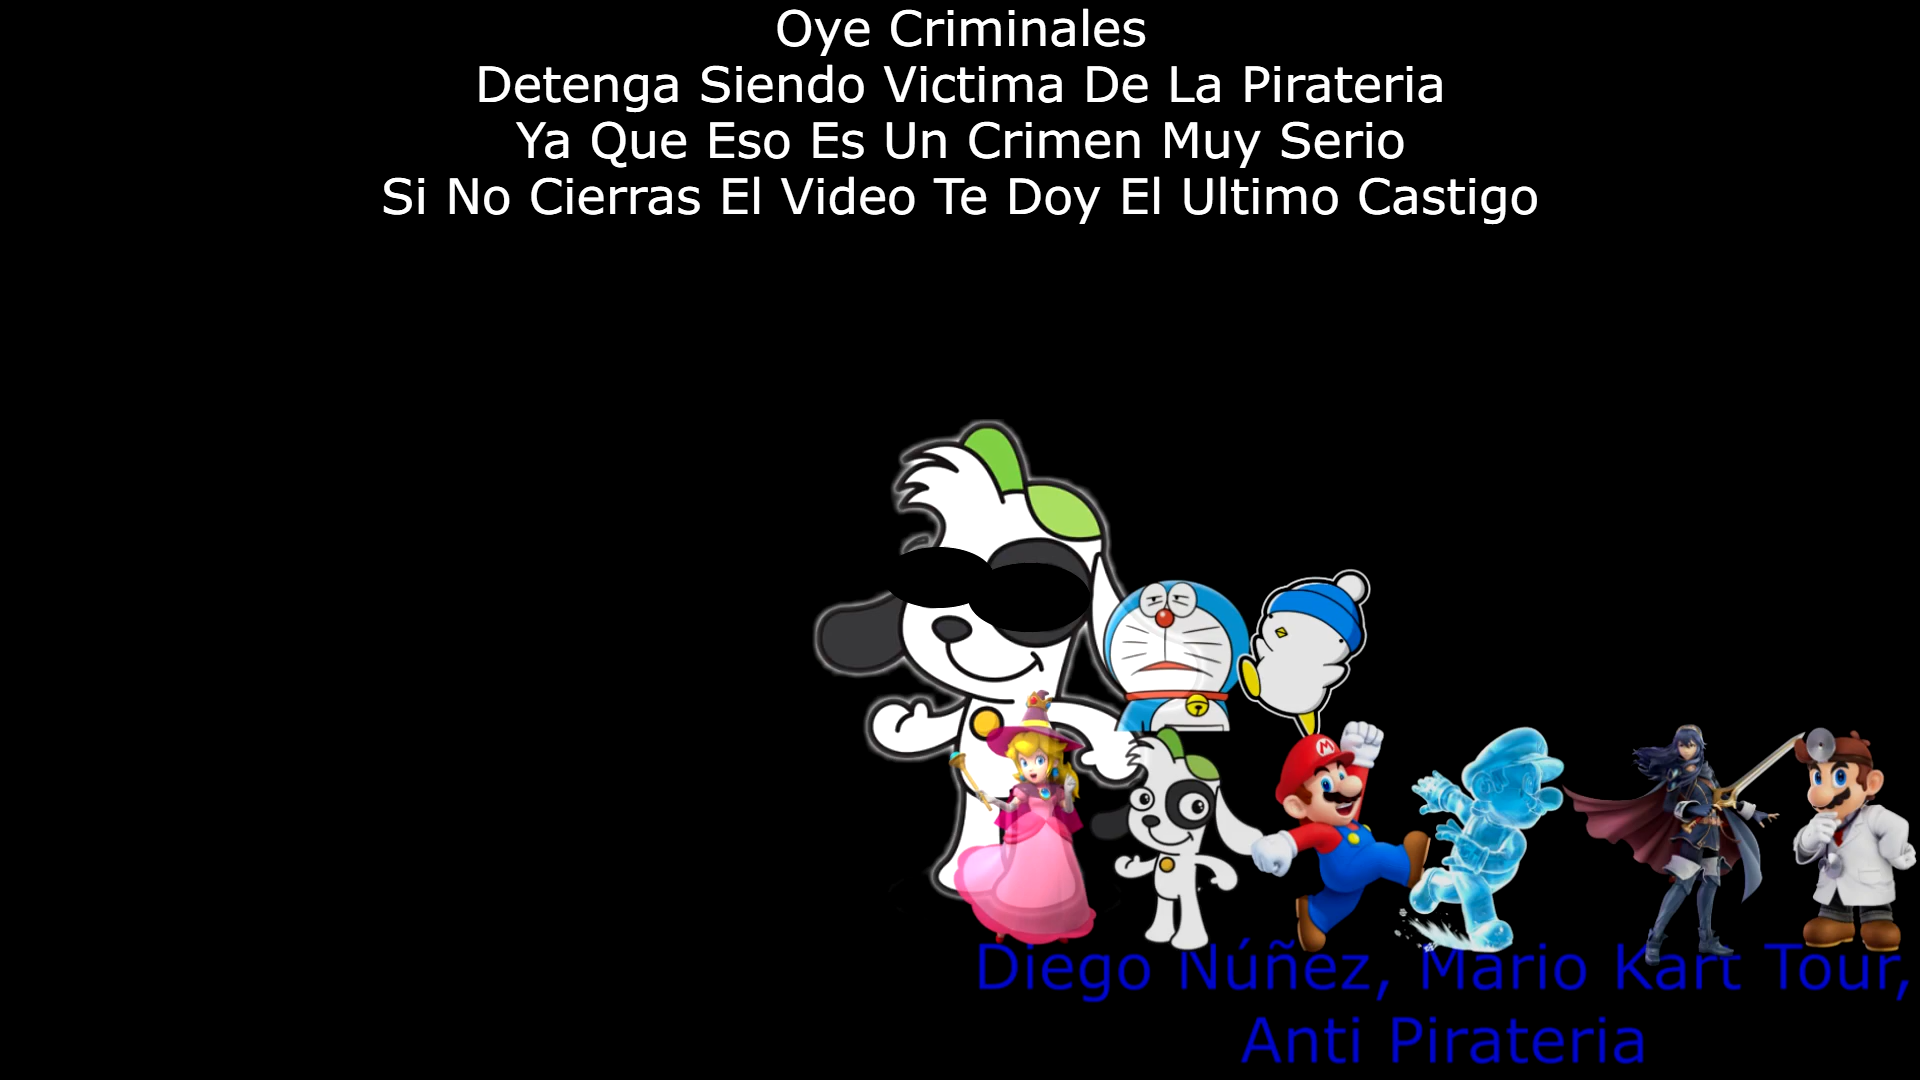 Oye Criminales
Detenga Siendo Victima De La Pirateria
Ya Que Eso Es Un Crimen Muy Serio
Si No Cierras El Video Te Doy El Ultimo Castigo
M
Diego Núñez, Mario Kart Tour,
Anti Pirateria